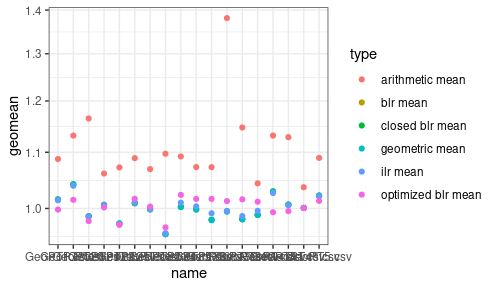 1.4
1.3
1.2
1.1
1.0
geomean
name
type
arithmetic mean
blr mean
closed blr mean
geometric mean
ilr mean
optimized blr mean